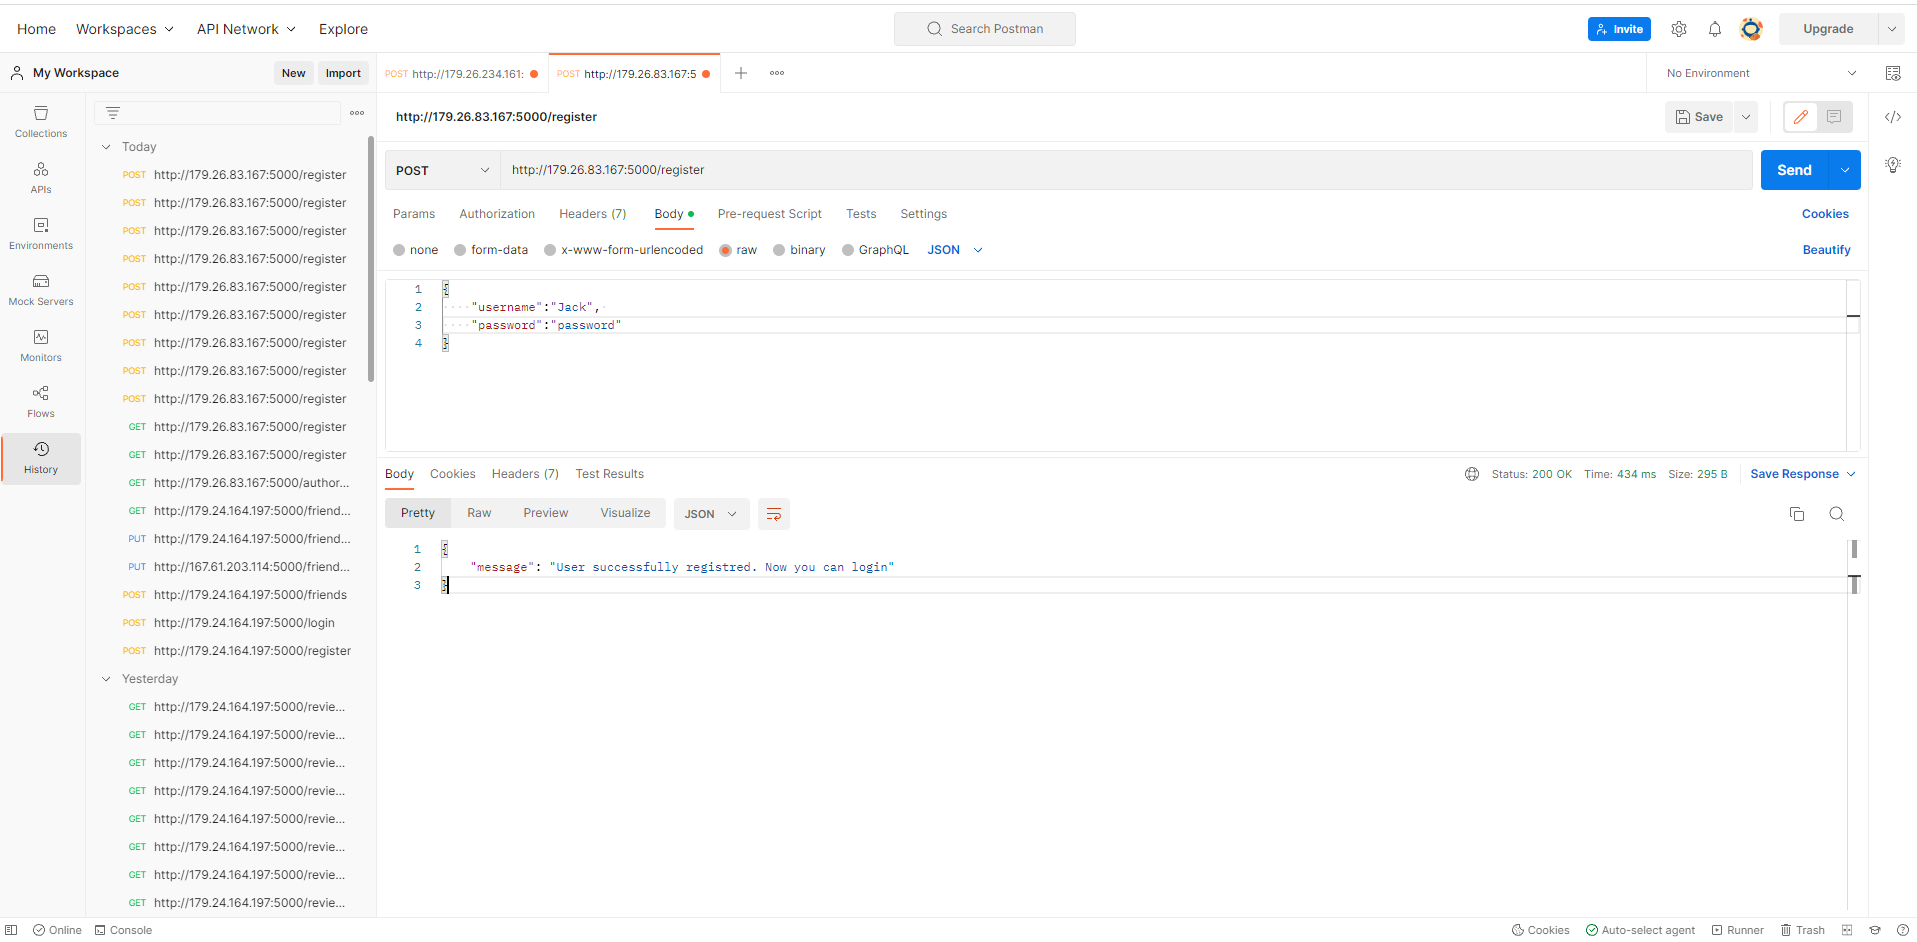 Home Workspaces API Network Explore Search Postman Invite Upgrade
My Workspace New Import POST http://179.26.234.161: POST http://179.26.83.167:5 No Environment
Collections
APIs
Environments
Mock Servers
Monitors
Flows
History
Today
POST http://179.26.83.167:5000/register
POST http://179.26.83.167:5000/register
POST http://179.26.83.167:5000/register
POST http://179.26.83.167:5000/register
POST http://179.26.83.167:5000/register
POST http://179.26.83.167:5000/register
POST http://179.26.83.167:5000/register
POST http://179.26.83.167:5000/register
POST http://179.26.83.167:5000/register
GET http://179.26.83.167:5000/register
GET http://179.26.83.167:5000/register
GET http://179.26.83.167:5000/author...
GET http://179.24.164.197:5000/friend...
PUT http://179.24.164.197:5000/friend...
PUT http://167.61.203.114:5000/friend...
POST http://179.24.164.197:5000/friends
POST http://179.24.164.197:5000/login
POST http://179.24.164.197:5000/register
Yesterday
GET http://179.24.164.197:5000/revie...
GET http://179.24.164.197:5000/revie...
GET http://179.24.164.197:5000/revie...
GET http://179.24.164.197:5000/revie...
GET http://179.24.164.197:5000/revie...
GET http://179.24.164.197:5000/revie...
GET http://179.24.164.197:5000/revie...
GET http://179.24.164.197:5000/revie...
http://179.26.83.167:5000/register Save
POST http://179.26.83.167:5000/register Send
Params Authorization Headers (7) Body Pre-request Script Tests Settings Cookies
none form-data x-www-form-urlencoded raw binary GraphQL JSON Beautify
1 {
2 "username":"Jack",
3 "password":"password"
4 }
Body Cookies Headers (7) Test Results Status: 200 OK Time: 434 ms Size: 295 B Save Response
Pretty Raw Preview Visualize JSON
1 {
2 "message": "User successfully registred. Now you can login"
3 }
Online Console Cookies Auto-select agent Runner Trash